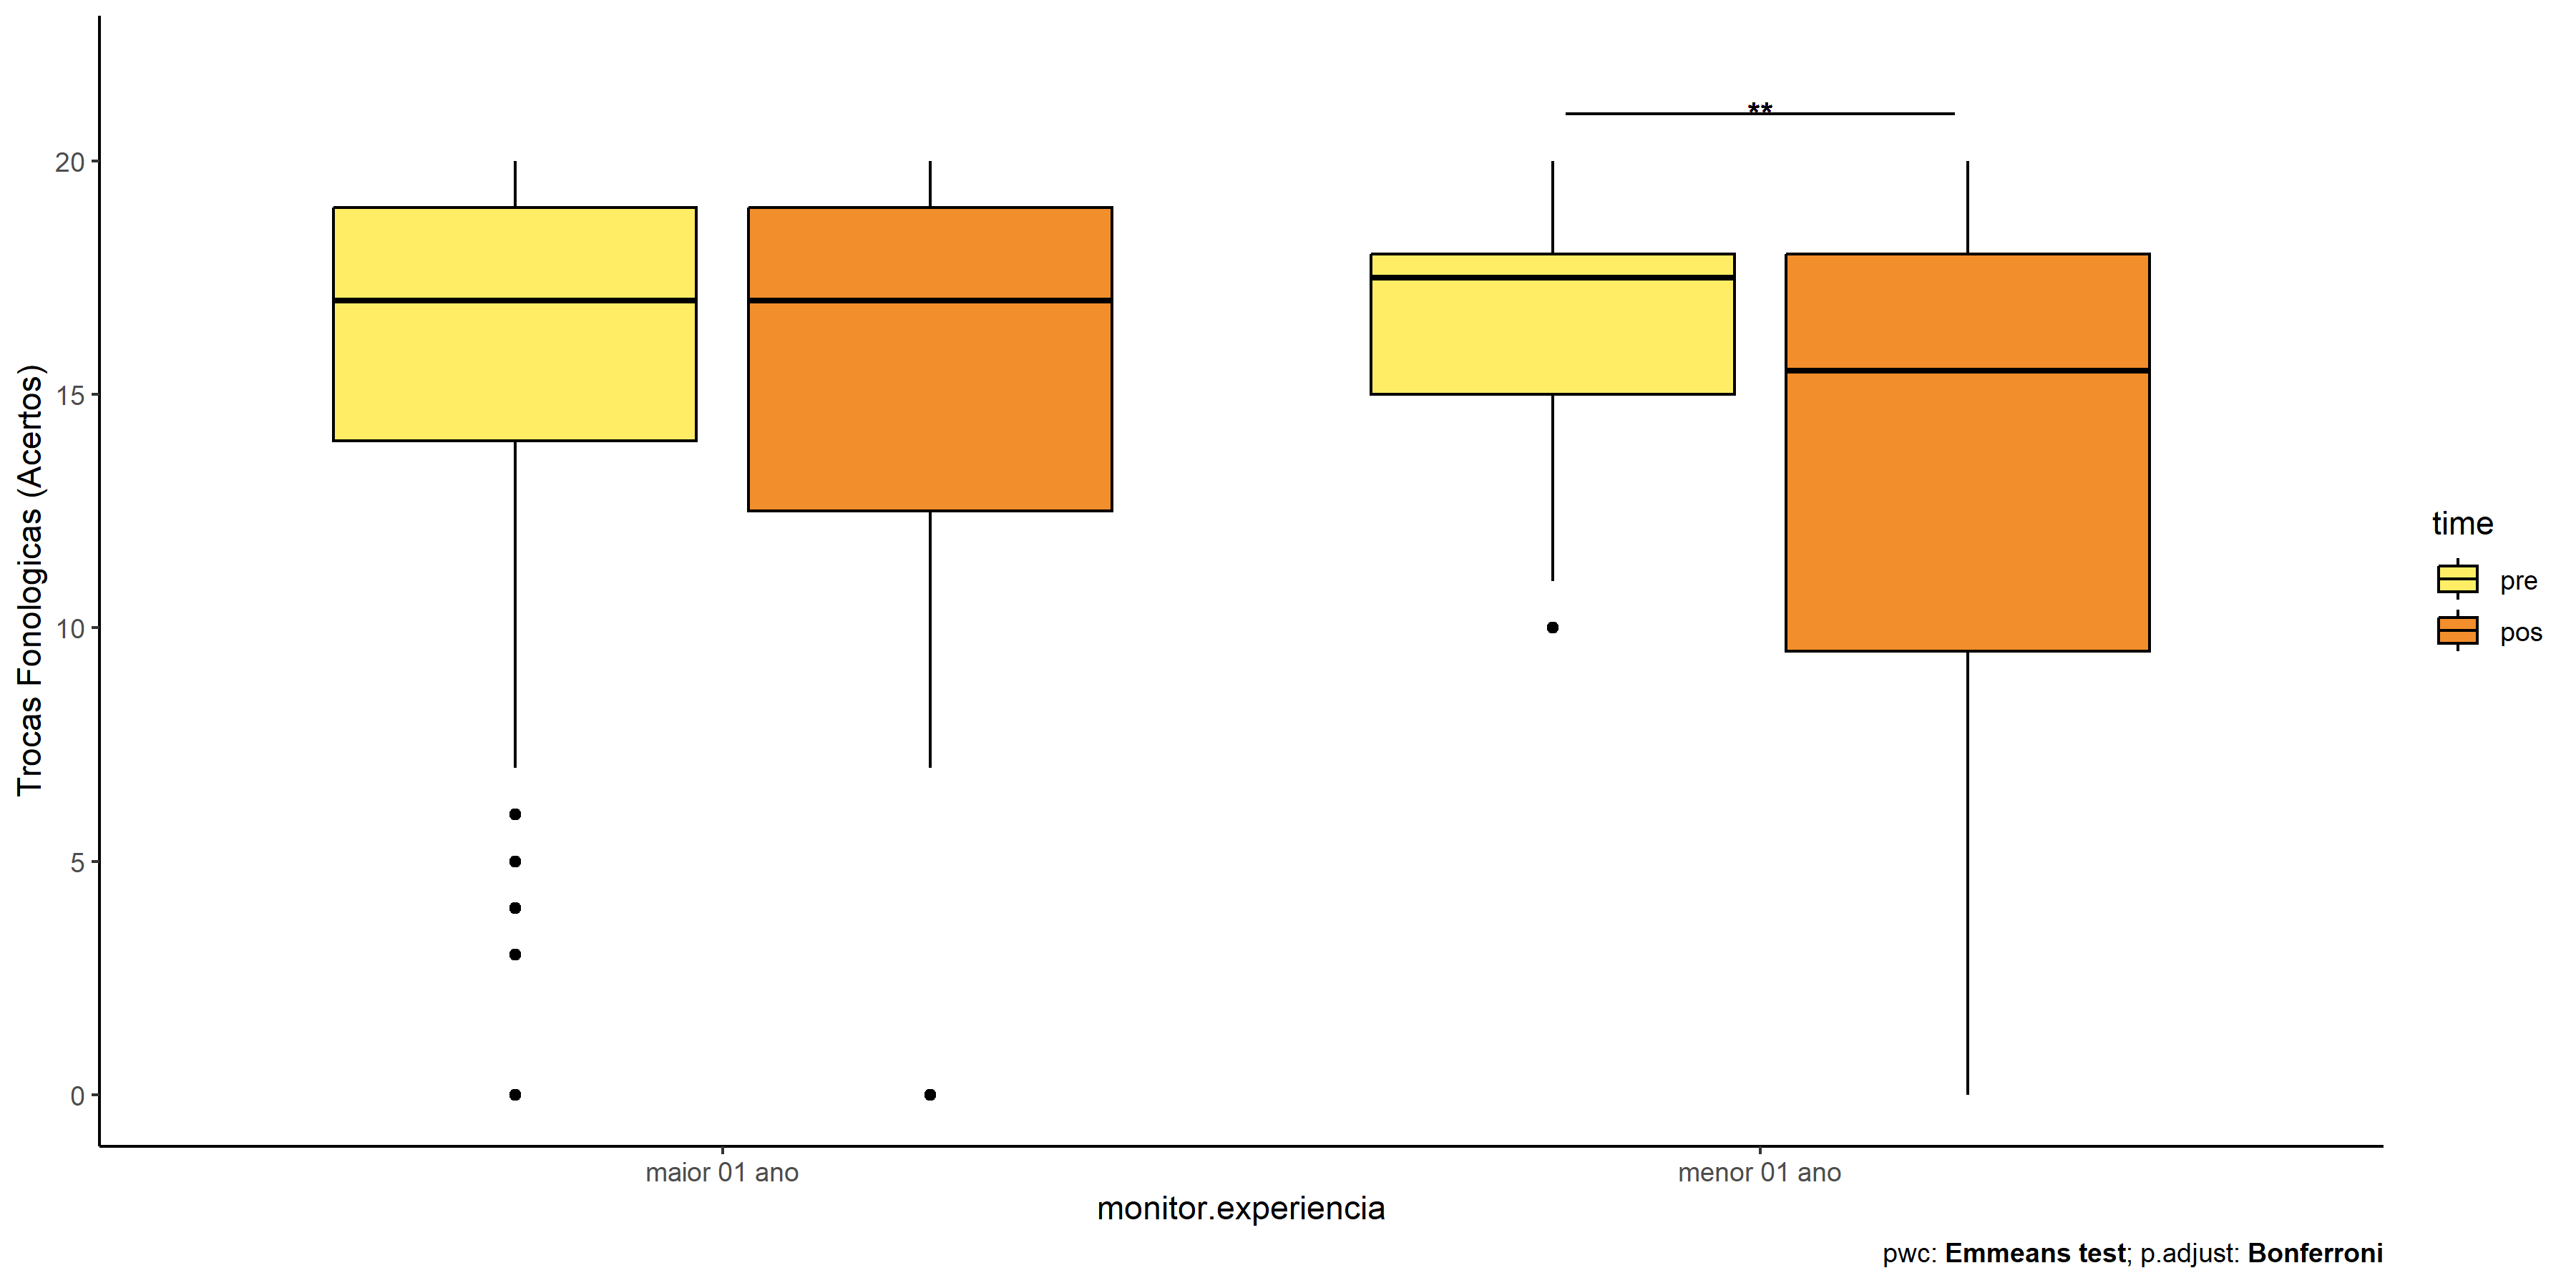 **
20
15
10
5
0
Trocas Fonologicas (Acertos)
maior 01 ano
menor 01 ano
monitor.experiencia
time
pre
pos
pwc: Emmeans test; p.adjust: Bonferroni